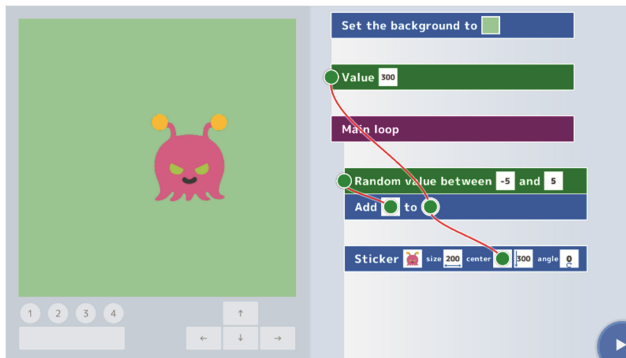 Set the background to
Value 300
Main loop
Random value between -5 and 5
Add to
Sticker size 200 center 300 angle 0
1 2 3 4 ↑
← ↓ →